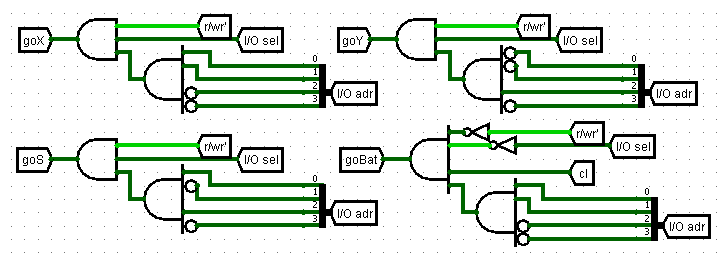 r/wr'
goX
I/O sel
0
1
2
3
I/O adr
r/wr'
goY
I/O sel
0
1
2
3
I/O adr
r/wr'
goS
I/O sel
0
1
2
3
I/O adr
r/wr'
I/O sel
goBat
cl
0
1
2
3
I/O adr